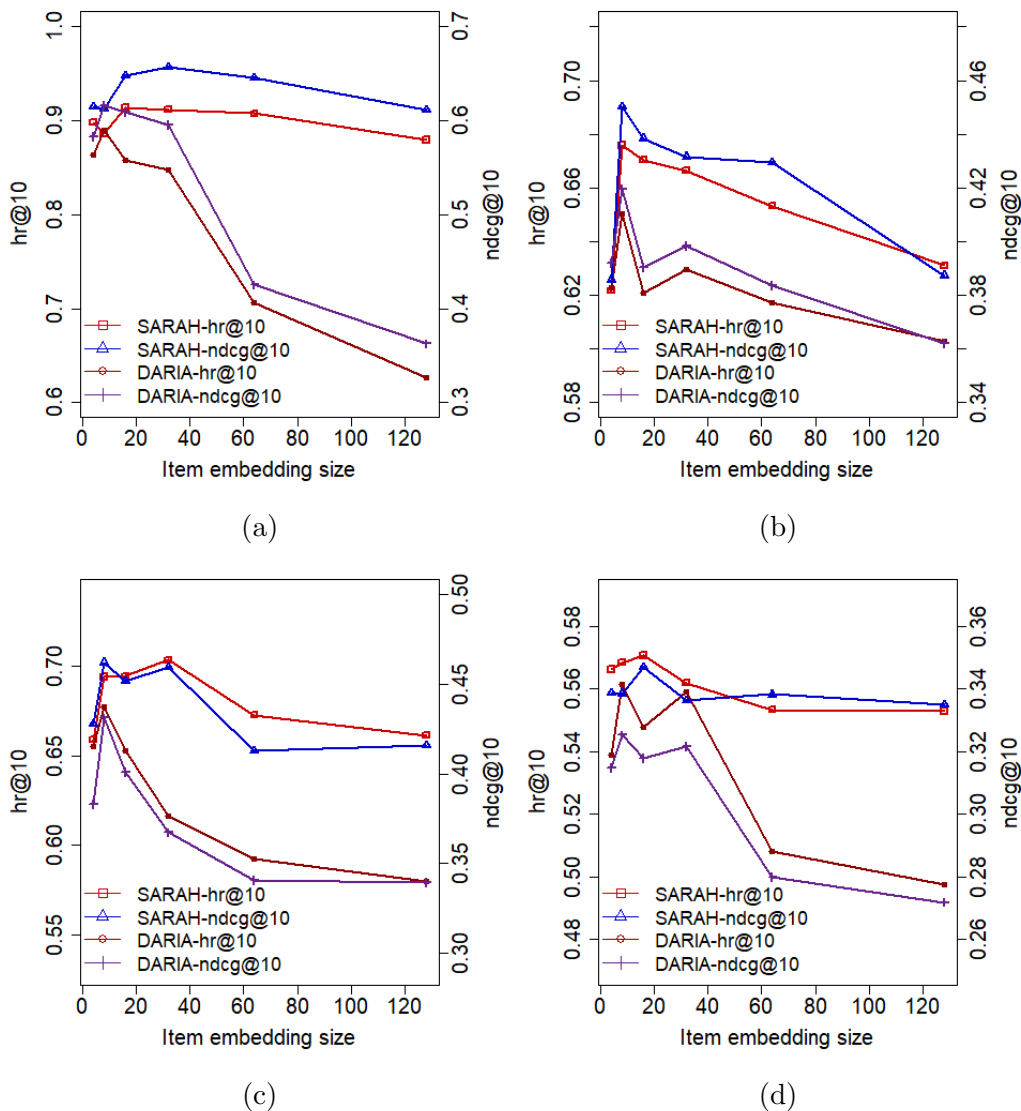 1.0
0.9
0.8
0.7
0.6
hr@10
0.7
0.6
0.5
0.4
0.3
ndcg@10
SARAH-hr@10
SARAH-ndcg@10
DARIA-hr@10
DARIA-ndcg@10
0 20 40 60 80 100 120
Item embedding size
(a)
0.70
0.66
0.62
0.58
hr@10
0.46
0.42
0.38
0.34
ndcg@10
SARAH-hr@10
SARAH-ndcg@10
DARIA-hr@10
DARIA-ndcg@10
0 20 40 60 80 100 120
Item embedding size
(b)
0.70
0.65
0.60
0.55
hr@10
0.50
0.45
0.40
0.35
0.30
ndcg@10
SARAH-hr@10
SARAH-ndcg@10
DARIA-hr@10
DARIA-ndcg@10
0 20 40 60 80 100 120
Item embedding size
(c)
0.58
0.56
0.54
0.52
0.50
0.48
hr@10
0.36
0.34
0.32
0.30
0.28
0.26
ndcg@10
SARAH-hr@10
SARAH-ndcg@10
DARIA-hr@10
DARIA-ndcg@10
0 20 40 60 80 100 120
Item embedding size
(d)